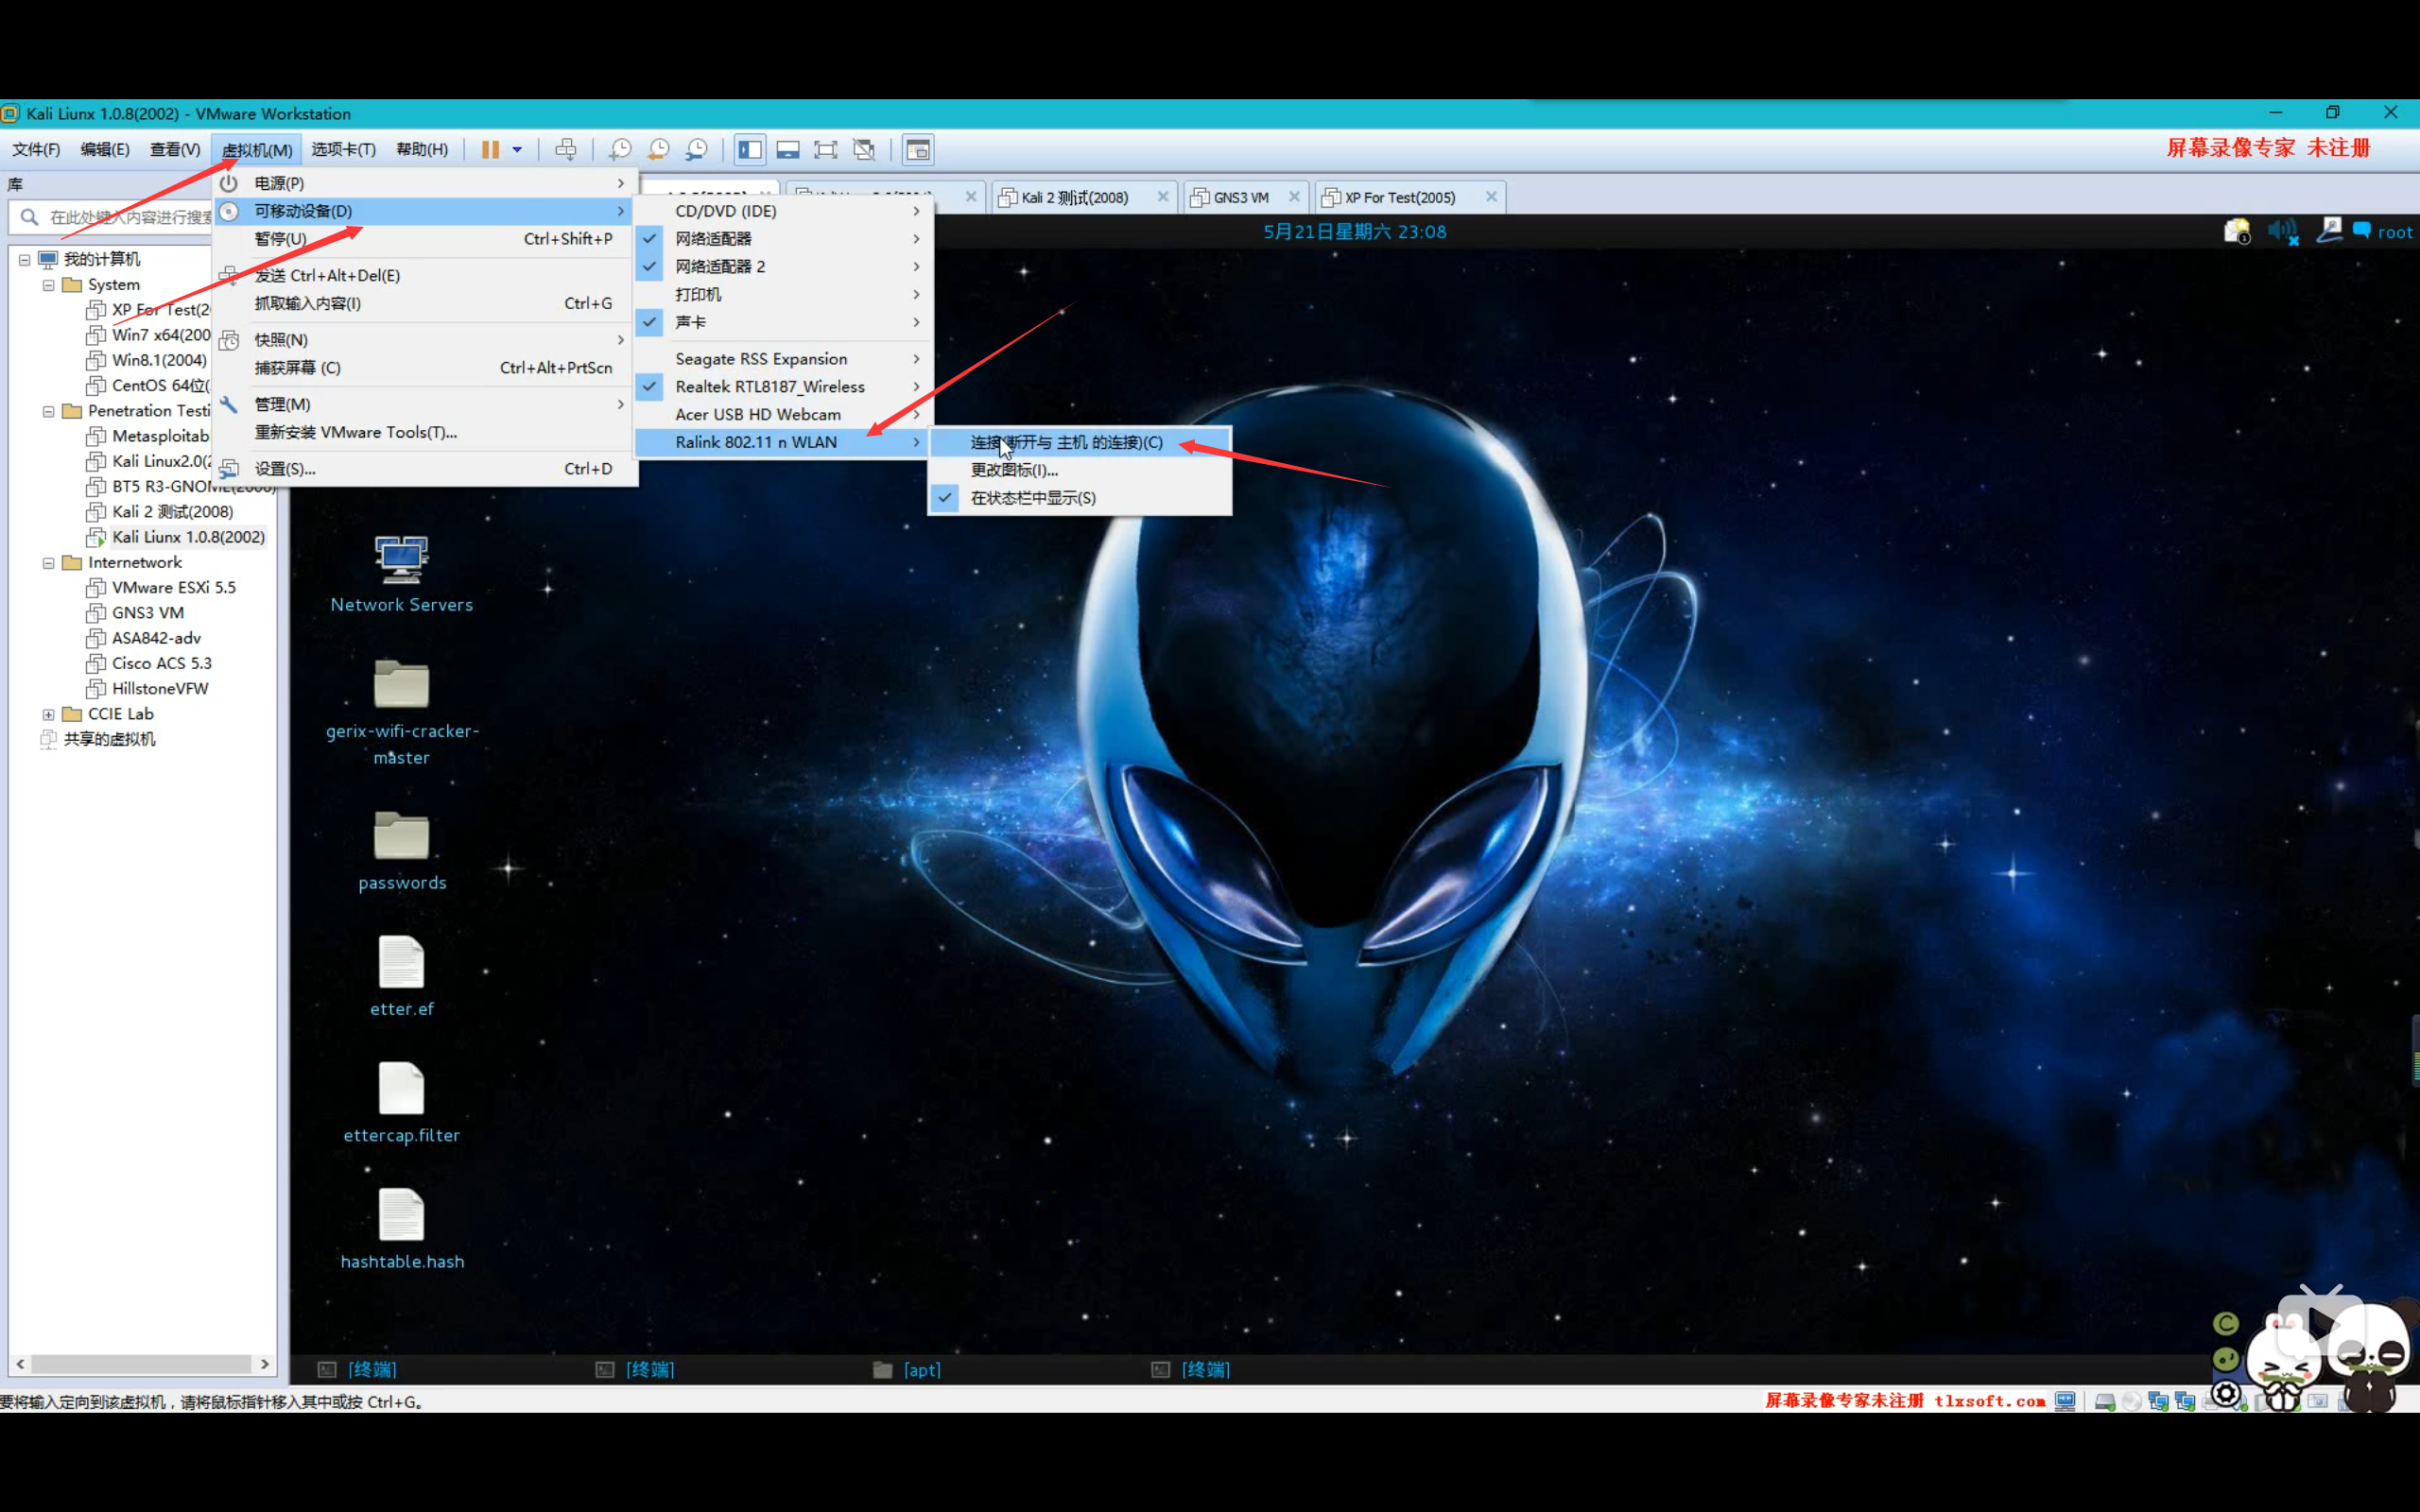 Kali Liunx 1.0.8(2002) - VMware Workstation
文件(F) 编辑(E) 查看(V) 虚拟机(M) 选项卡(T) 帮助(H)
屏幕录像专家 未注册
库
在此处键入内容进行搜索
我的计算机
System
XP For Test(2
Win7 x64(200
Win8.1(2004)
CentOS 64位(
Penetration Testi
Metasploitab
Kali Linux2.0(2
BT5 R3-GNOME(2006)
Kali 2 测试(2008)
Kali Liunx 1.0.8(2002)
Internetwork
VMware ESXi 5.5
GNS3 VM
ASA842-adv
Cisco ACS 5.3
HillstoneVFW
CCIE Lab
共享的虚拟机
电源(P)
可移动设备(D)
暂停(U) Ctrl+Shift+P
发送 Ctrl+Alt+Del(E)
抓取输入内容(I) Ctrl+G
快照(N)
捕获屏幕 (C) Ctrl+Alt+PrtScn
管理(M)
重新安装 VMware Tools(T)...
设置(S)... Ctrl+D
CD/DVD (IDE)
网络适配器
网络适配器 2
打印机
声卡
Seagate RSS Expansion
Realtek RTL8187_Wireless
Acer USB HD Webcam
Ralink 802.11 n WLAN
连接(断开与 主机 的连接)(C)
更改图标(I)...
在状态栏中显示(S)
Kali 2 测试(2008)
GNS3 VM
XP For Test(2005)
5月21日星期六 23:08
root
Network Servers
gerix-wifi-cracker-
master
passwords
etter.ef
ettercap.filter
hashtable.hash
[终端]
[终端]
[apt]
[终端]
要将输入定向到该虚拟机，请将鼠标指针移入其中或按 Ctrl+G。
屏幕录像专家未注册 tlxsoft.com